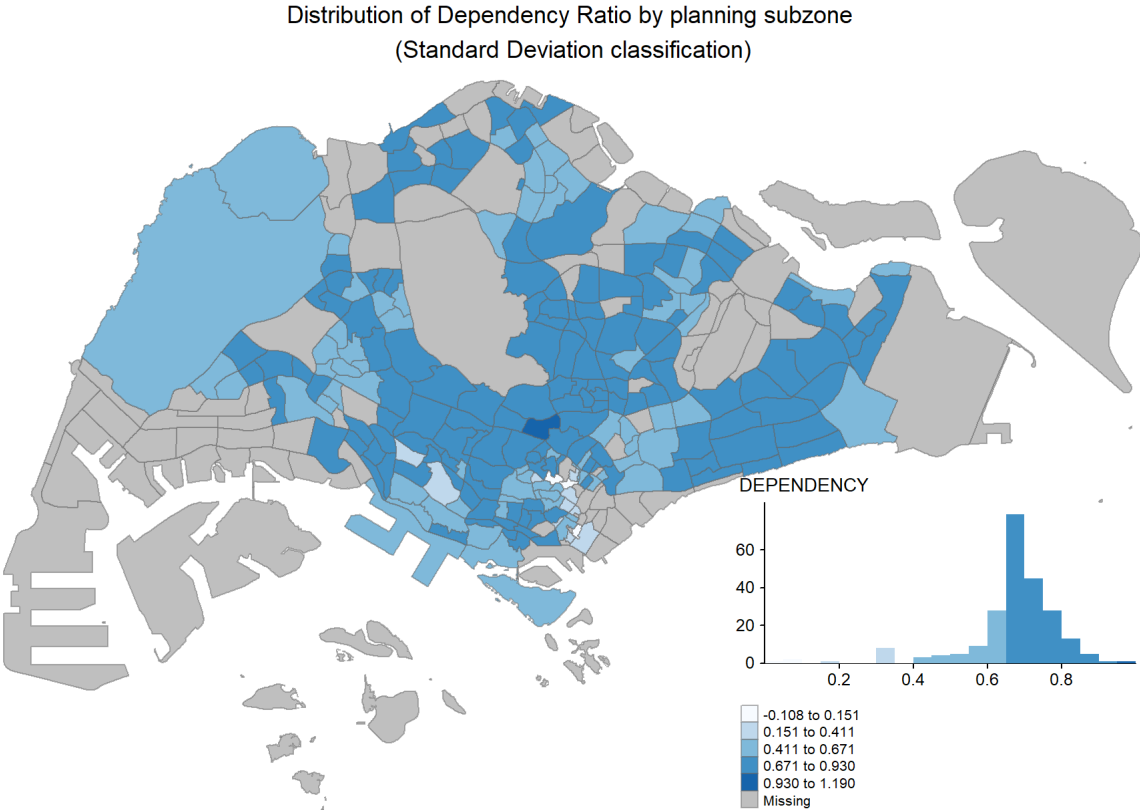 Distribution of Dependency Ratio by planning subzone
(Standard Deviation classification)
DEPENDENCY
60
40
20
0
0.2 0.4 0.6 0.8
-0.108 to 0.151
0.151 to 0.411
0.411 to 0.671
0.671 to 0.930
0.930 to 1.190
Missing